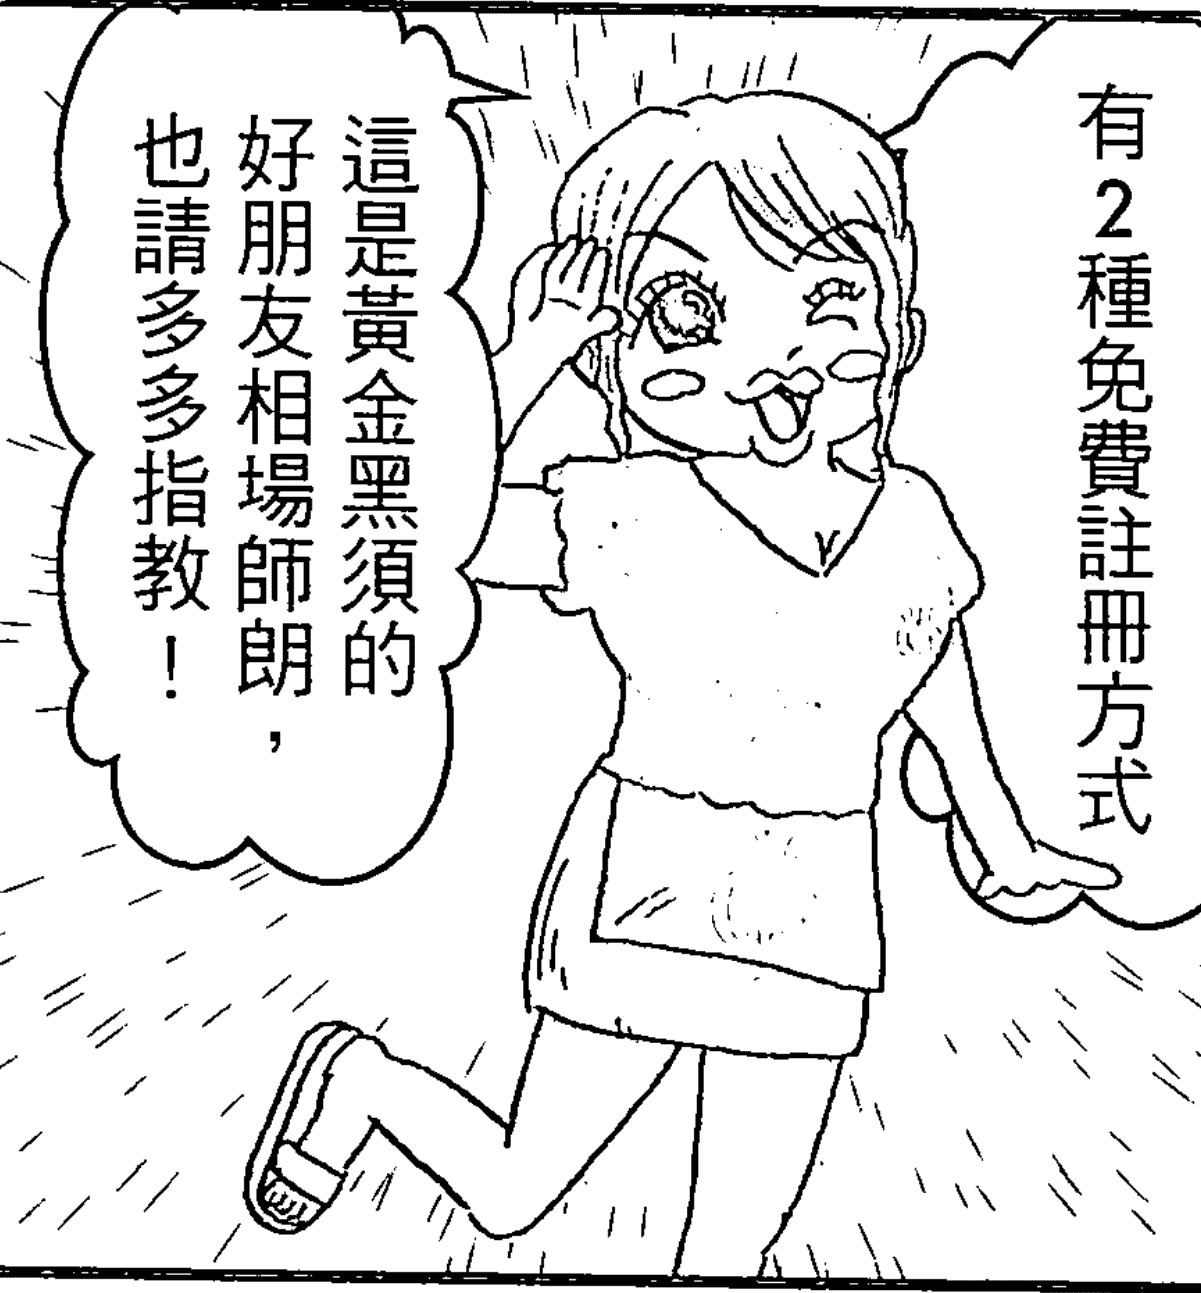 有2種免費註冊方式
這是黃金黑須的
好朋友相場師朗，
也請多多指教！